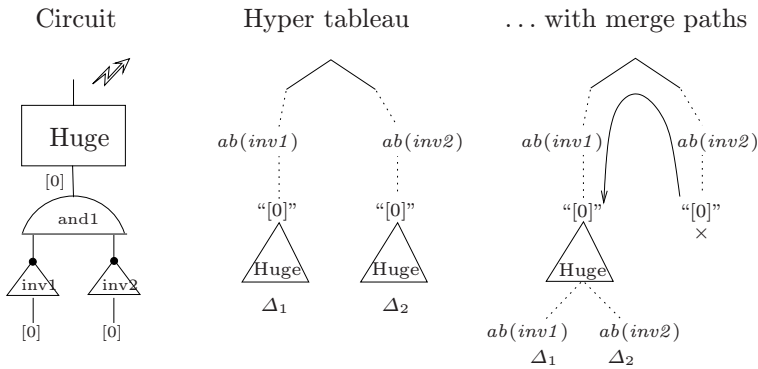 Circuit
Huge
[0]
and1
inv1 inv2
[0] [0]
Hyper tableau
ab(inv1) ab(inv2)
“[0]” “[0]”
Huge Huge
Δ1 Δ2
... with merge paths
ab(inv1) ab(inv2)
“[0]” “[0]”
×
Huge
ab(inv1) ab(inv2)
Δ1 Δ2